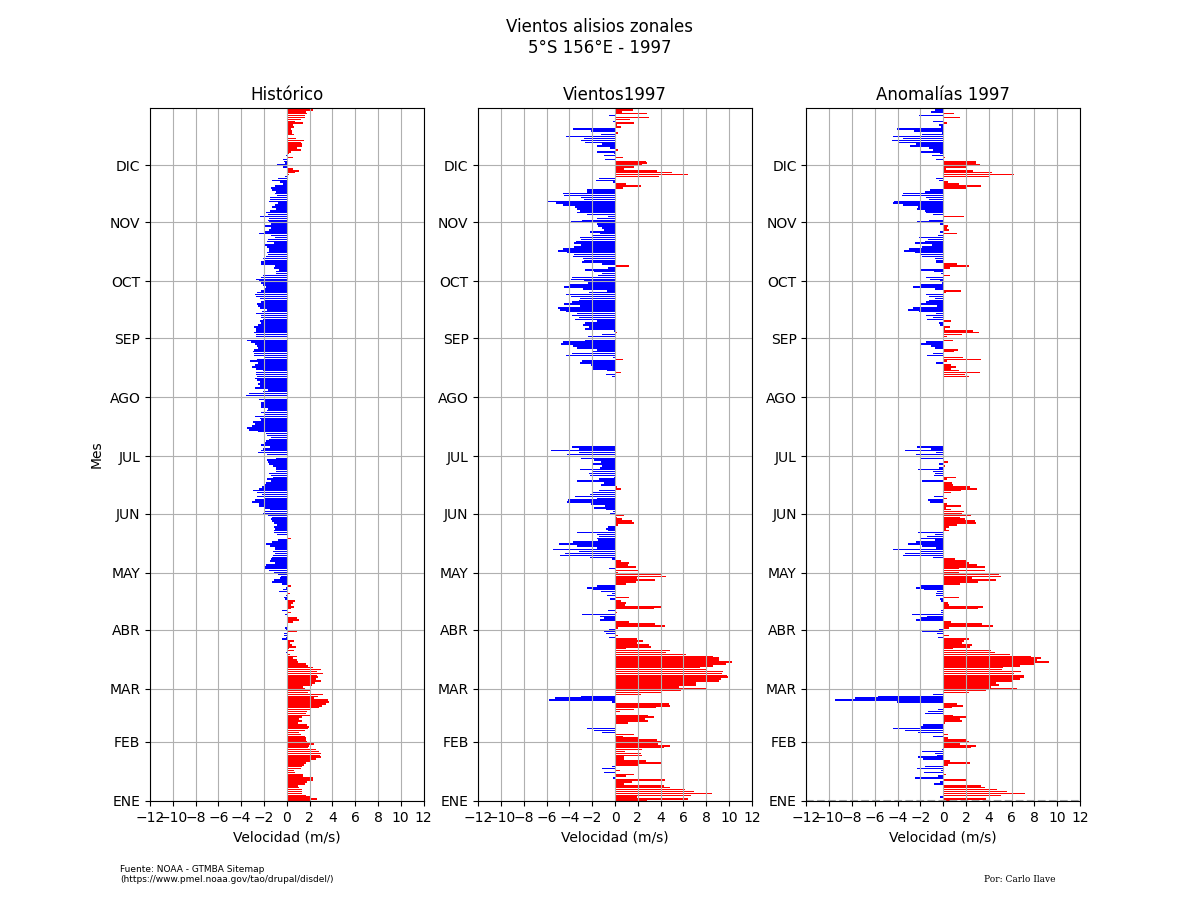 Vientos alisios zonales
5°S 156°E - 1997
Histórico
Vientos1997
Anomalías 1997
Mes
DIC
NOV
OCT
SEP
AGO
JUL
JUN
MAY
ABR
MAR
FEB
ENE
−12 −10 −8 −6 −4 −2 0 2 4 6 8 10 12
Velocidad (m/s)
DIC
NOV
OCT
SEP
AGO
JUL
JUN
MAY
ABR
MAR
FEB
ENE
−12 −10 −8 −6 −4 −2 0 2 4 6 8 10 12
Velocidad (m/s)
DIC
NOV
OCT
SEP
AGO
JUL
JUN
MAY
ABR
MAR
FEB
ENE
−12 −10 −8 −6 −4 −2 0 2 4 6 8 10 12
Velocidad (m/s)
Fuente: NOAA - GTMBA Sitemap
(https://www.pmel.noaa.gov/tao/drupal/disdel/)
Por: Carlo Ilave